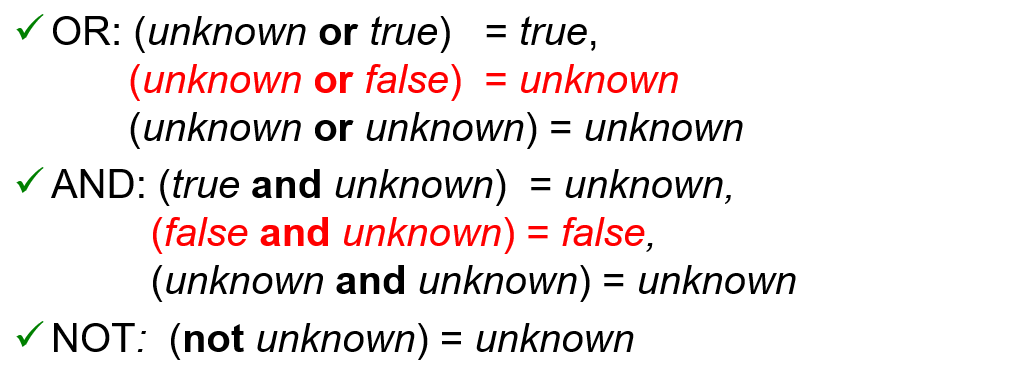 ✓ OR: (unknown or true) = true,
(unknown or false) = unknown
(unknown or unknown) = unknown
✓ AND: (true and unknown) = unknown,
(false and unknown) = false,
(unknown and unknown) = unknown
✓ NOT: (not unknown) = unknown